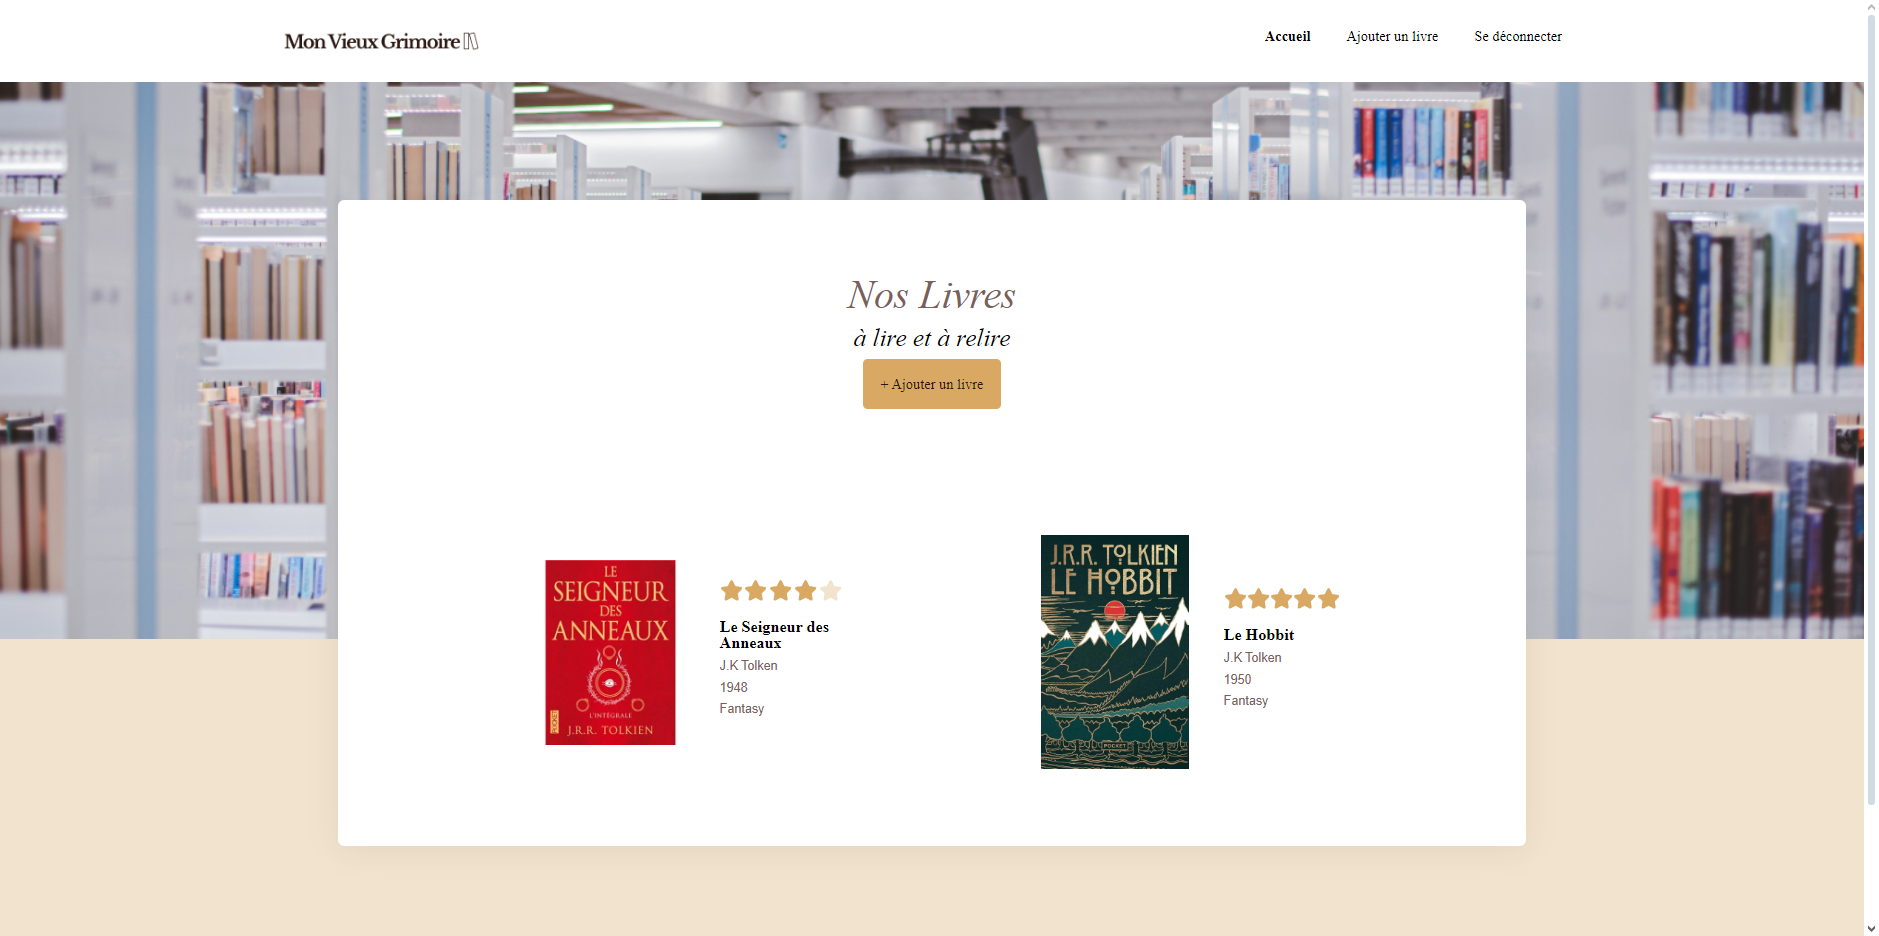 Mon Vieux Grimoire
Accueil
Ajouter un livre
Se déconnecter
Nos Livres
à lire et à relire
+ Ajouter un livre
LE
SEIGNEUR
DES
ANNEAUX
L'INTÉGRALE
POCKET
J.R.R. TOLKIEN
Le Seigneur des
Anneaux
J.K Tolken
1948
Fantasy
J.R.R. TOLKIEN
LE HOBBIT
POCKET
Le Hobbit
J.K Tolken
1950
Fantasy